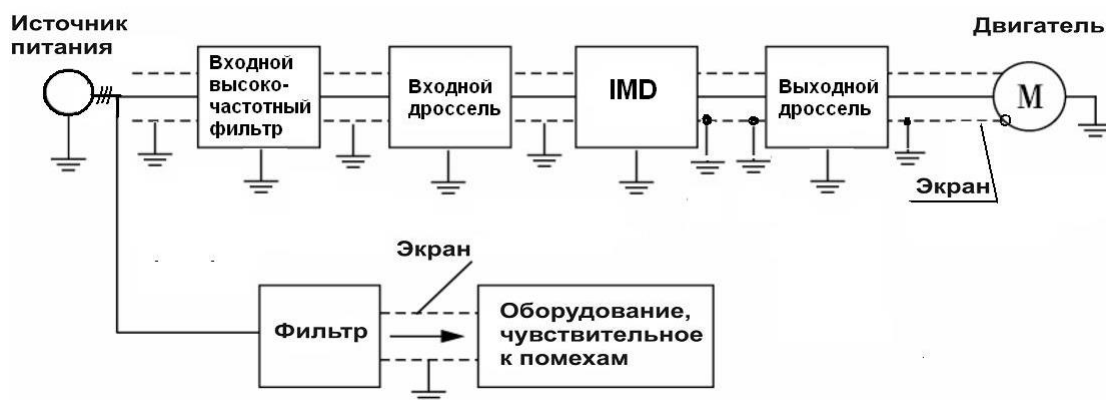 Источник
питания
Входной
высоко-
частотный
фильтр
Входной
дроссель
IMD
Выходной
дроссель
Двигатель
M
Экран
Экран
Фильтр
Оборудование,
чувствительное
к помехам